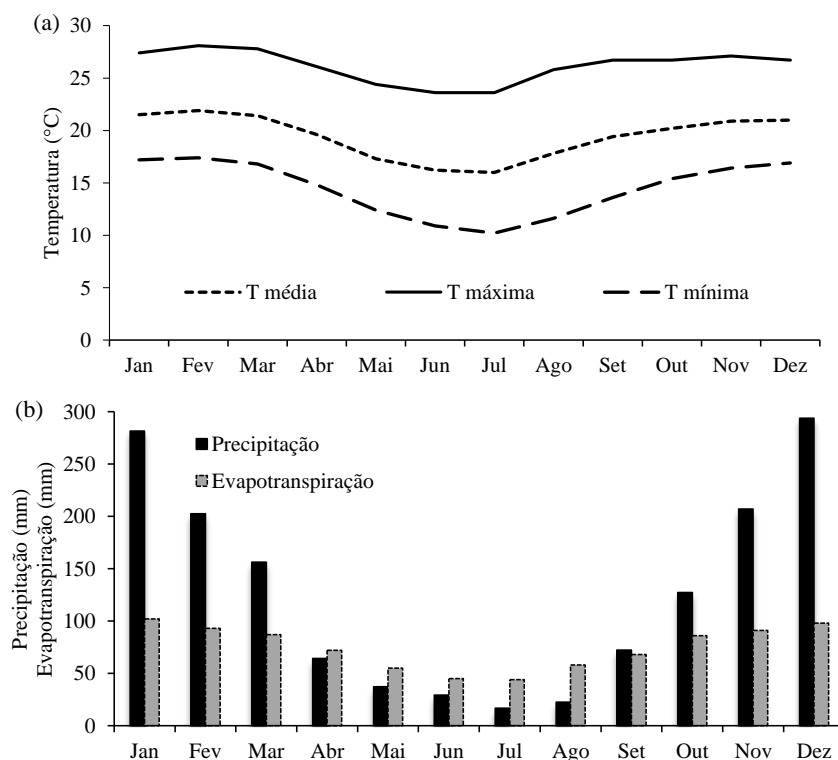 (a)
Temperatura (°C)
30
25
20
15
10
5
0
T média T máxima T mínima
Jan Fev Mar Abr Mai Jun Jul Ago Set Out Nov Dez
(b)
Precipitação (mm)
Evapotranspiração (mm)
300
250
200
150
100
50
0
Precipitação
Evapotranspiração
Jan Fev Mar Abr Mai Jun Jul Ago Set Out Nov Dez